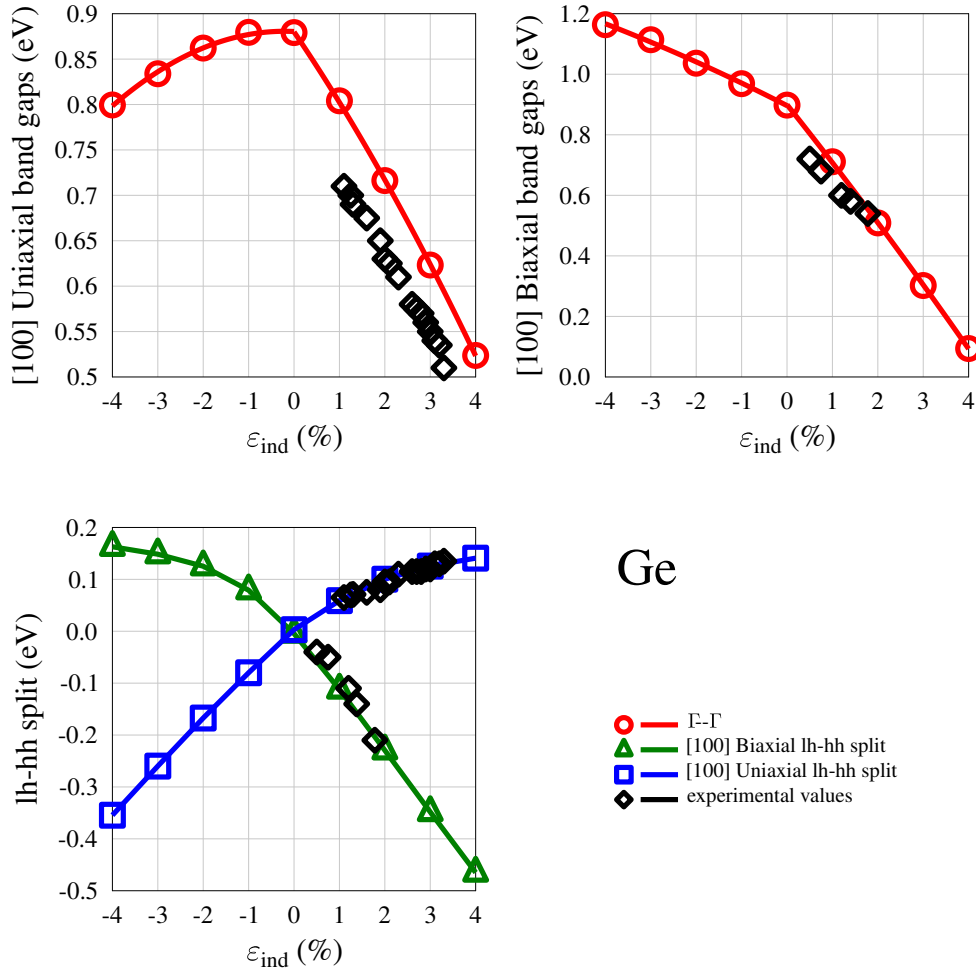 [100] Uniaxial band gaps (eV)
0.9
0.85
0.8
0.75
0.7
0.65
0.6
0.55
0.5
-4 -3 -2 -1 0 1 2 3 4
εind (%)
[100] Biaxial band gaps (eV)
1.2
1.0
0.8
0.6
0.4
0.2
0.0
-4 -3 -2 -1 0 1 2 3 4
εind (%)
lh-hh split (eV)
0.2
0.1
0.0
-0.1
-0.2
-0.3
-0.4
-0.5
-4 -3 -2 -1 0 1 2 3 4
εind (%)
Ge
Γ--Γ
[100] Biaxial lh-hh split
[100] Uniaxial lh-hh split
experimental values